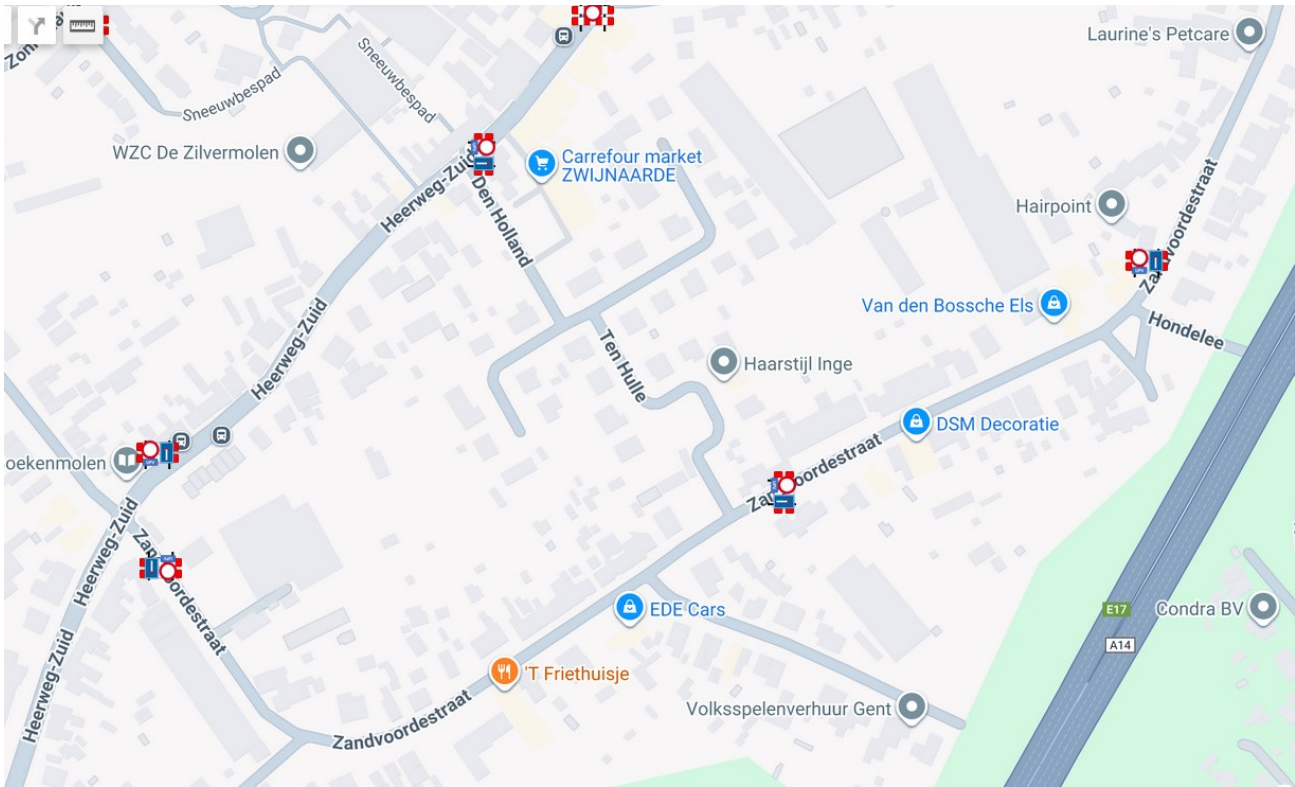 Laurine's Petcare
Sneeuwbespad
Sneeuwbespad
WZC De Zilvermolen
Heerweg-Zuid
Carrefour market
ZWIJNAARDE
Den Holland
Hairpoint
Zandvoordestraat
Van den Bossche Els
Hondelee
Heerweg-Zuid
Ten Hulle
Haarstijl Inge
DSM Decoratie
oekenmolen
Zandvoordestraat
Heerweg-Zuid
Zandvoordestraat
EDE Cars
E17
Condra BV
A14
Heerweg-Zuid
'T Friethuisje
Volksspelenverhuur Gent
Zandvoordestraat